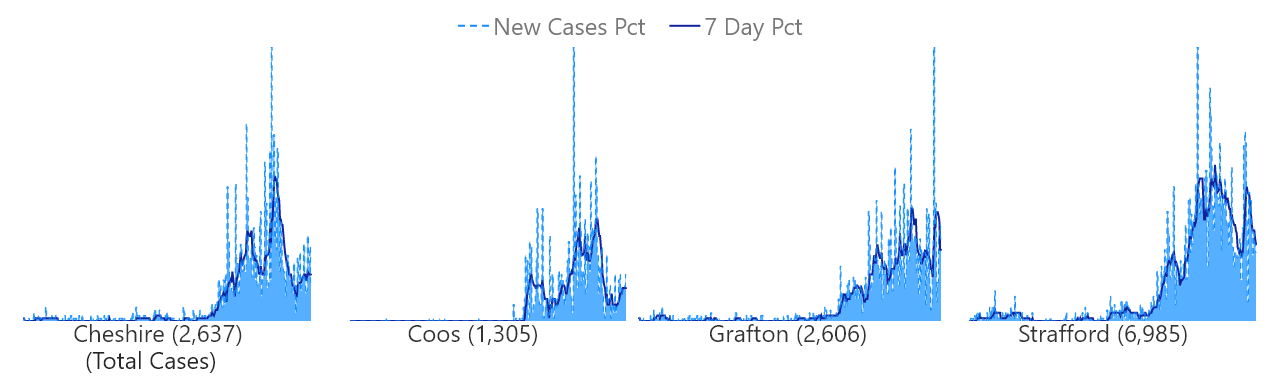 New Cases Pct 7 Day Pct
Cheshire (2,637) Coos (1,305) Grafton (2,606) Strafford (6,985)
(Total Cases)